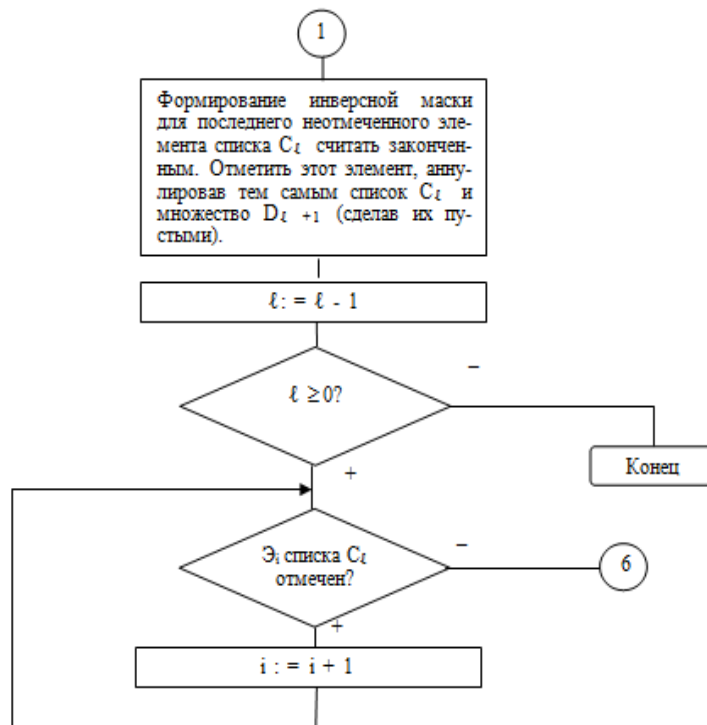 1
Формирование инверсной маски
для последнего неотмеченного эле-
мента списка Cℓ считать закончен-
ным. Отметить этот элемент, анну-
лировав тем самым список Cℓ и
множество Dℓ +1 (сделав их пу-
стыми).
ℓ: = ℓ - 1
–
ℓ ≥0?
+
Конец
Эi списка Cℓ
отмечен?
–
6
+
i : = i + 1